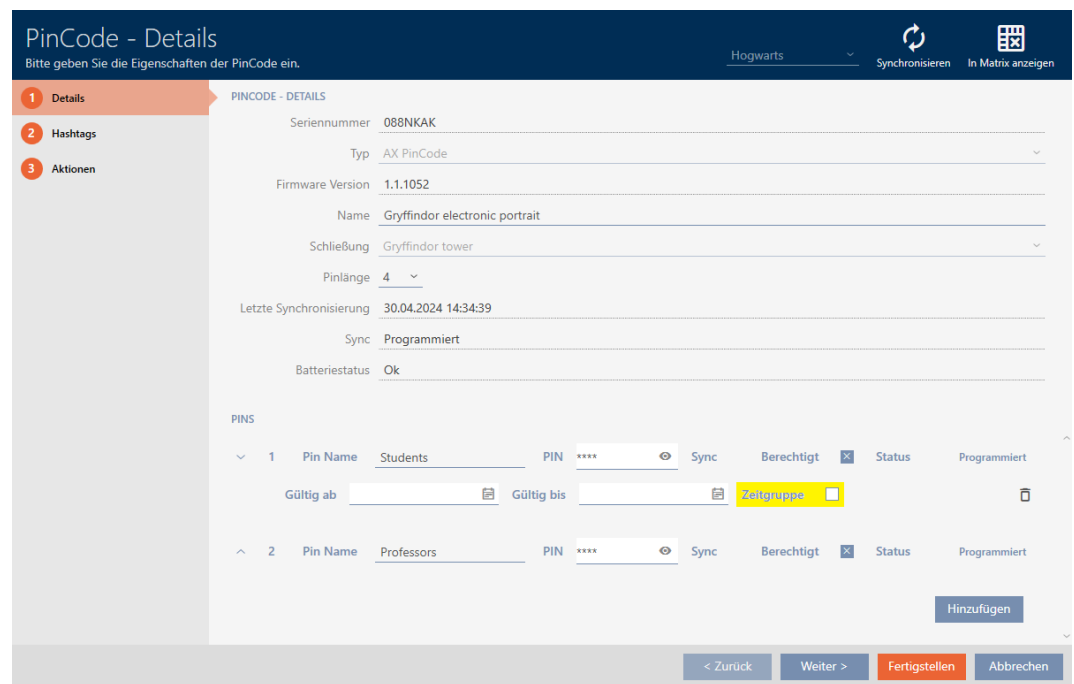 PinCode - Details
Bitte geben Sie die Eigenschaften der PinCode ein.
Hogwarts
Synchronisieren
In Matrix anzeigen
1 Details
2 Hashtags
3 Aktionen
PINCODE - DETAILS
Seriennummer 088NKAK
Typ AX PinCode
Firmware Version 1.1.1052
Name Gryffindor electronic portrait
Schließung Gryffindor tower
Pinlänge 4
Letzte Synchronisierung 30.04.2024 14:34:39
Sync Programmiert
Batteriestatus Ok
PINS
1 Pin Name Students PIN **** Sync Berechtigt Status Programmiert
Gültig ab Gültig bis Zeitgruppe
2 Pin Name Professors PIN **** Sync Berechtigt Status Programmiert
Hinzufügen
< Zurück Weiter > Fertigstellen Abbrechen